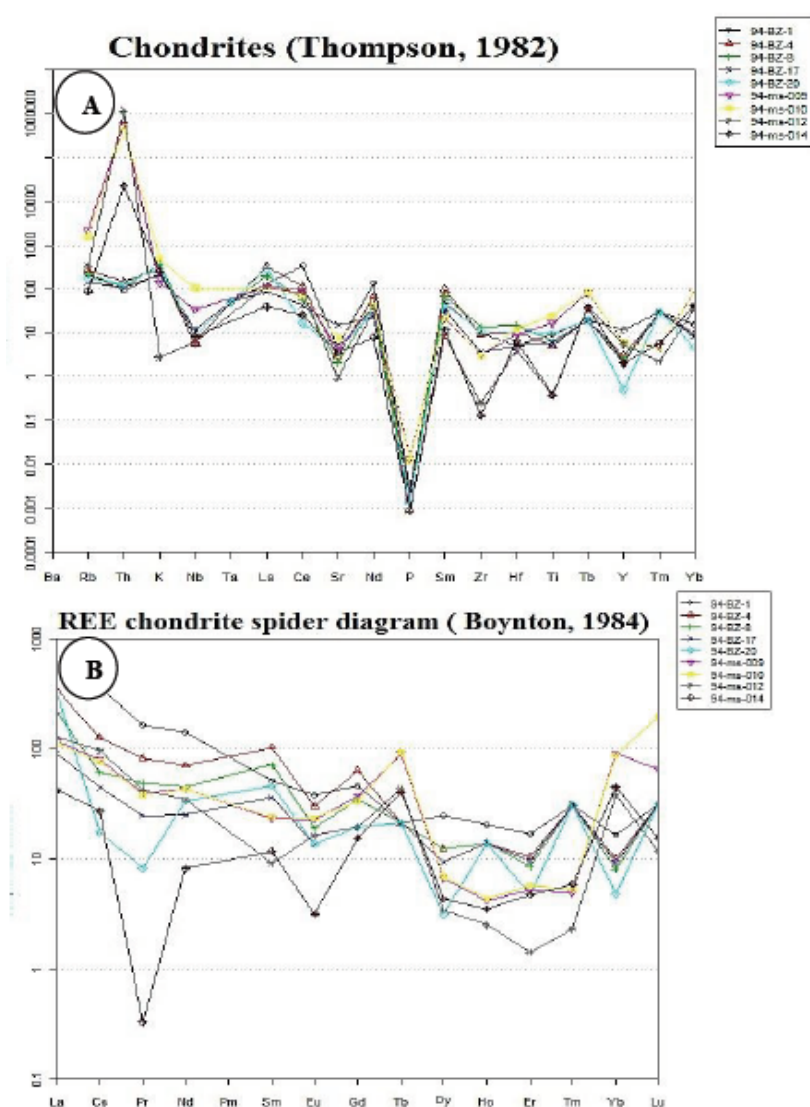 Chondrites (Thompson, 1982)
A
94-BZ-1
94-BZ-4
94-BZ-8
94-BZ-17
94-BZ-20
94-ms-009
94-ms-010
94-ms-012
94-ms-014
100000
10000
1000
100
10
1
0.1
0.01
0.001
0.0001
Ba Rb Th K Nb Ta La Ce Sr Nd P Sm Zr Hf Ti Tb Y Tm Yb
REE chondrite spider diagram ( Boynton, 1984)
B
94-BZ-1
94-BZ-4
94-BZ-8
94-BZ-17
94-BZ-20
94-ms-009
94-ms-010
94-ms-012
94-ms-014
1000
100
10
1
0.1
La Ce Pr Nd Pm Sm Eu Gd Tb Dy Ho Er Tm Yb Lu